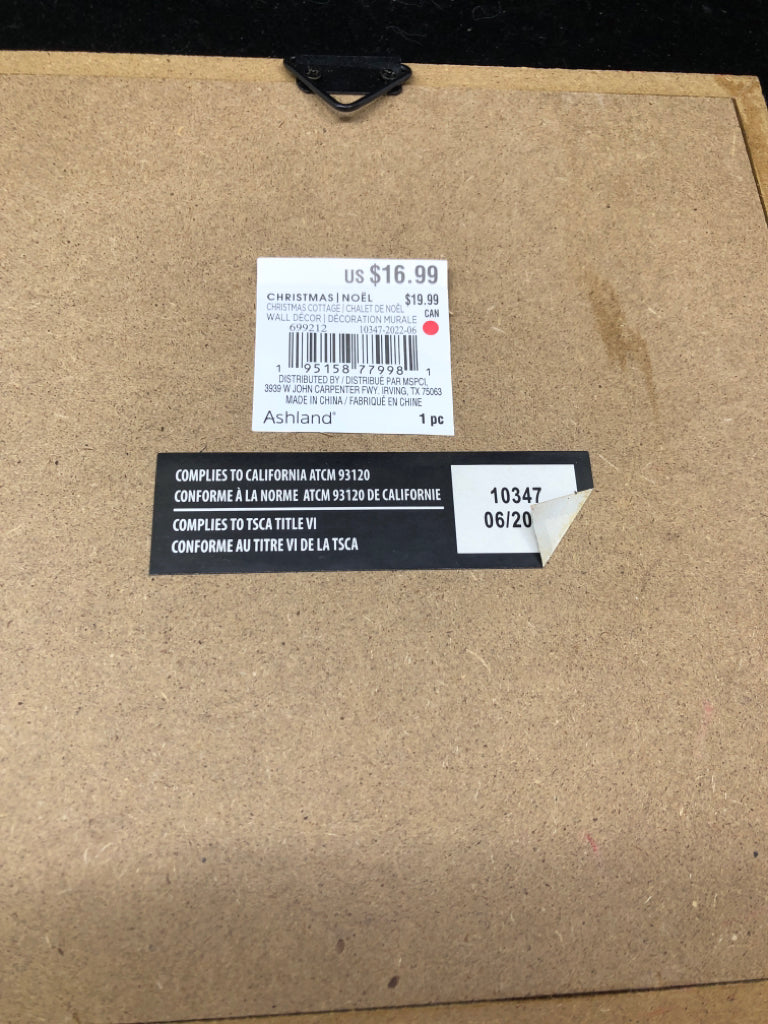 US $16.99
CHRISTMAS | NOËL $19.99
CHRISTMAS COTTAGE | CHALET DE NOËL CAN
WALL DÉCOR | DÉCORATION MURALE
699212 10347-2022-06
1 95158 77998 1
DISTRIBUTED BY / DISTRIBUÉ PAR MSPCI,
3939 W JOHN CARPENTER FWY. IRVING, TX 75063
MADE IN CHINA / FABRIQUÉ EN CHINE
Ashland® 1 pc
COMPLIES TO CALIFORNIA ATCM 93120
CONFORME À LA NORME ATCM 93120 DE CALIFORNIE
COMPLIES TO TSCA TITLE VI
CONFORME AU TITRE VI DE LA TSCA
10347
06/20